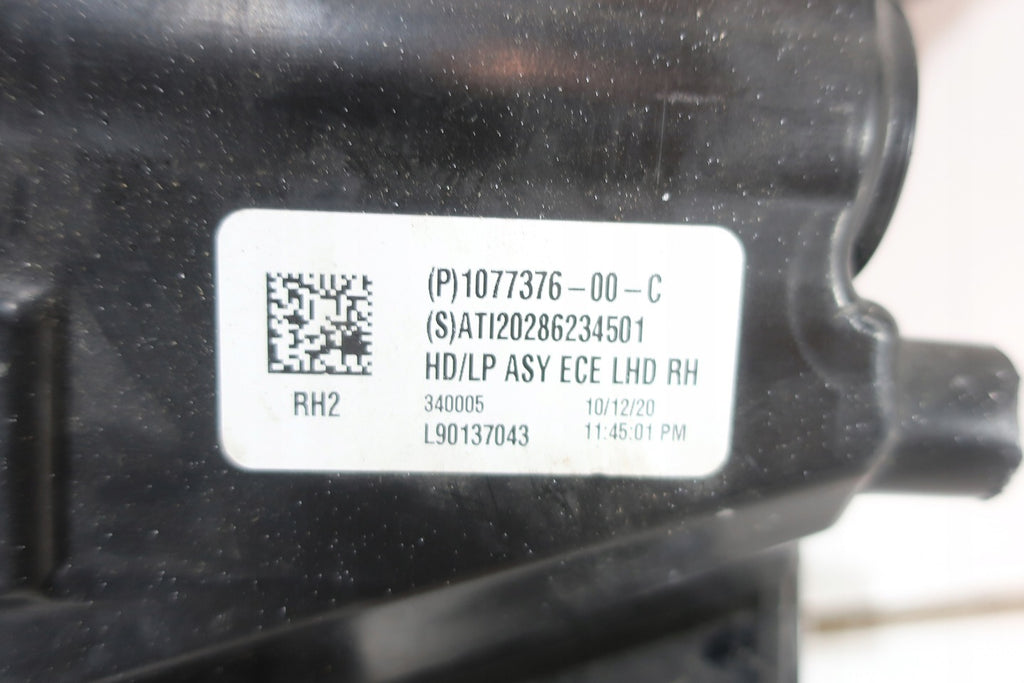 (P)1077376-00-C
(S)ATI20286234501
HD/LP ASY ECE LHD RH
RH2
340005 10/12/20
L90137043 11:45:01 PM